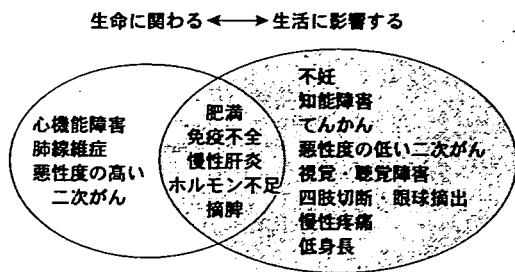 生命に関わる ⟷ 生活に影響する
心機能障害
肺線維症
悪性度の高い
二次がん
肥満
免疫不全
慢性肝炎
ホルモン不足
摘脾
不妊
知能障害
てんかん
悪性度の低い二次がん
視覚・聴覚障害
四肢切断・眼球摘出
慢性疼痛
低身長